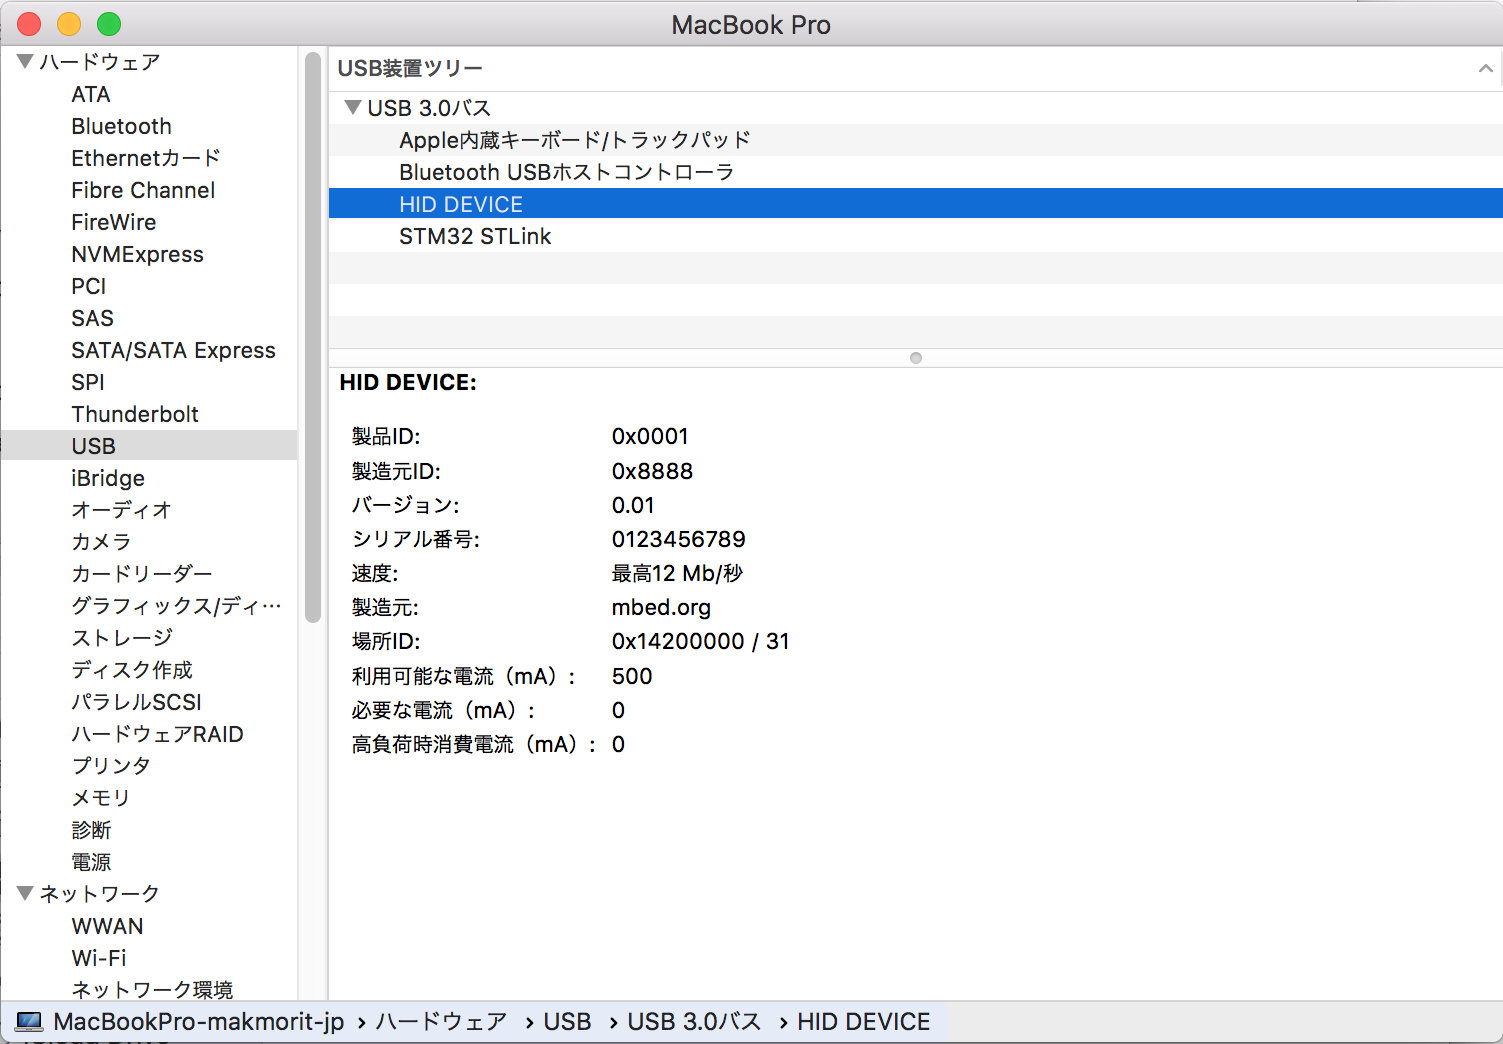 MacBook Pro
ハードウェア
ATA
Bluetooth
Ethernetカード
Fibre Channel
FireWire
NVMExpress
PCI
SAS
SATA/SATA Express
SPI
Thunderbolt
USB
iBridge
オーディオ
カメラ
カードリーダー
グラフィックス/ディ…
ストレージ
ディスク作成
パラレルSCSI
ハードウェアRAID
プリンタ
メモリ
診断
電源
ネットワーク
WWAN
Wi-Fi
ネットワーク環境
USB装置ツリー
USB 3.0バス
Apple内蔵キーボード/トラックパッド
Bluetooth USBホストコントローラ
HID DEVICE
STM32 STLink
HID DEVICE:
製品ID: 0x0001
製造元ID: 0x8888
バージョン: 0.01
シリアル番号: 0123456789
速度: 最高12 Mb/秒
製造元: mbed.org
場所ID: 0x14200000 / 31
利用可能な電流（mA）: 500
必要な電流（mA）: 0
高負荷時消費電流（mA）: 0
MacBookPro-makmorit-jp › ハードウェア › USB › USB 3.0バス › HID DEVICE